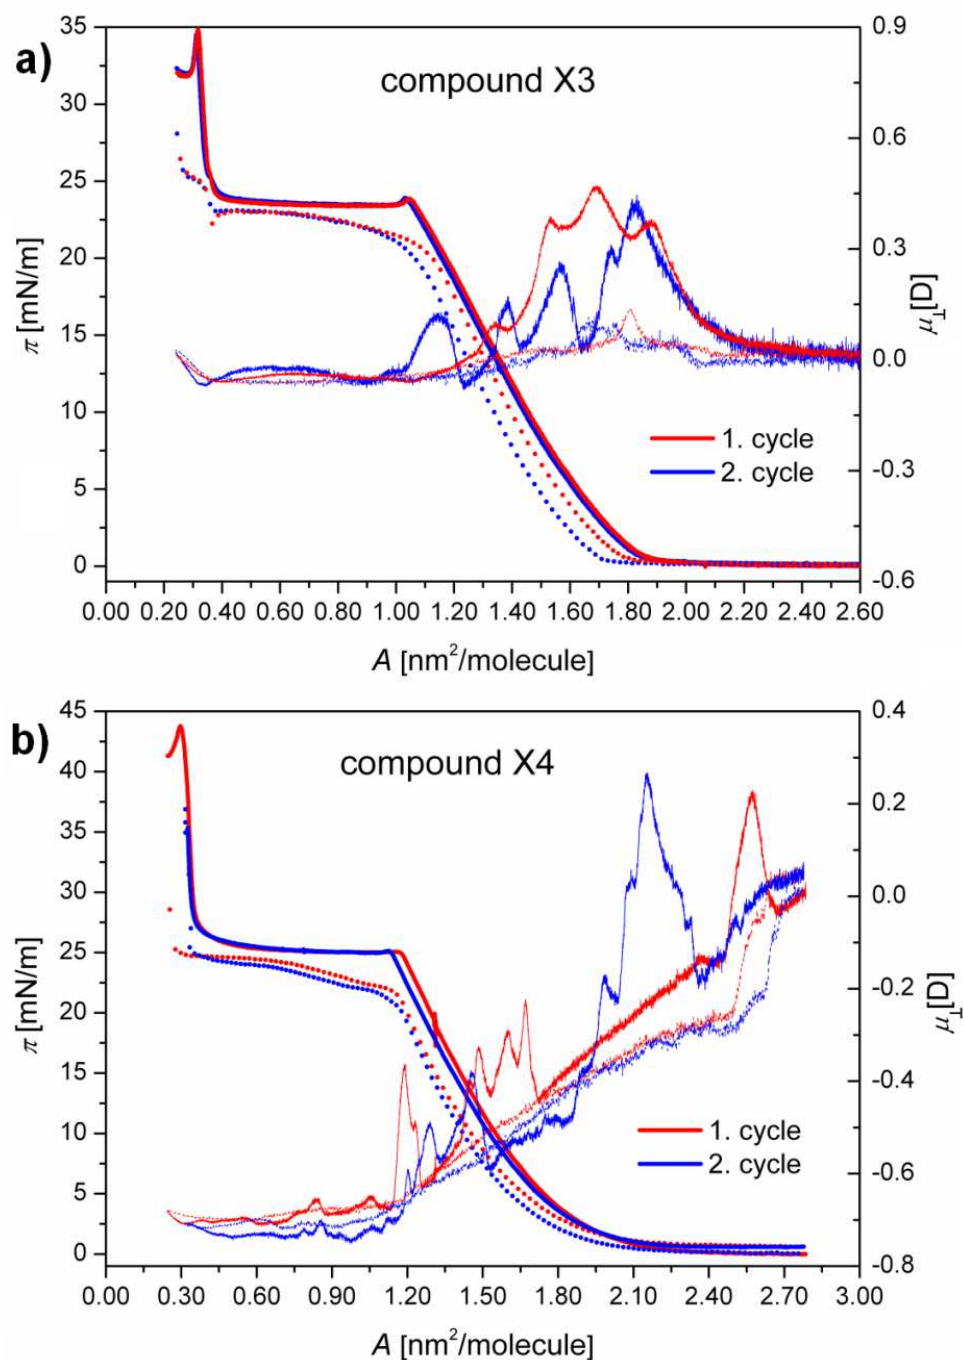 a)
compound X3
35
30
25
20
15
10
5
0
π [mN/m]
0.9
0.6
0.3
0.0
-0.3
-0.6
μ⊥[D]
1. cycle
2. cycle
0.00 0.20 0.40 0.60 0.80 1.00 1.20 1.40 1.60 1.80 2.00 2.20 2.40 2.60
A [nm²/molecule]
b)
compound X4
45
40
35
30
25
20
15
10
5
0
π [mN/m]
0.4
0.2
0.0
-0.2
-0.4
-0.6
-0.8
μ⊥[D]
1. cycle
2. cycle
0.00 0.30 0.60 0.90 1.20 1.50 1.80 2.10 2.40 2.70 3.00
A [nm²/molecule]